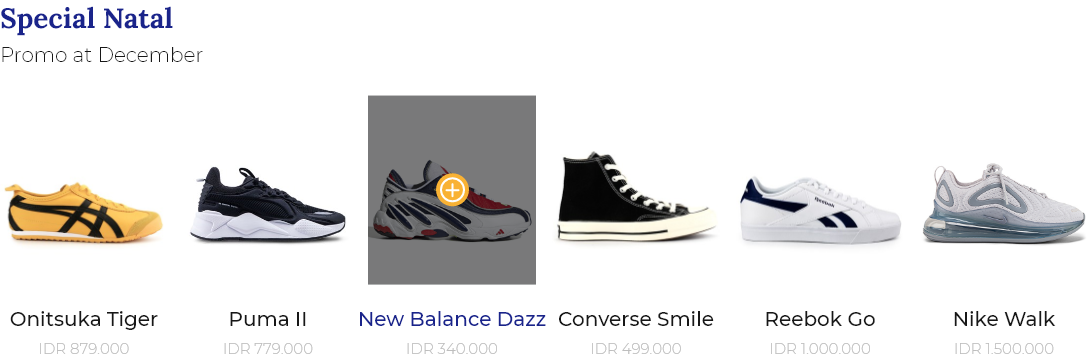 Special Natal
Promo at December
Reebok
Onitsuka Tiger
Puma II
New Balance Dazz
Converse Smile
Reebok Go
Nike Walk
IDR 879.000
IDR 779.000
IDR 340.000
IDR 499.000
IDR 1.000.000
IDR 1.500.000